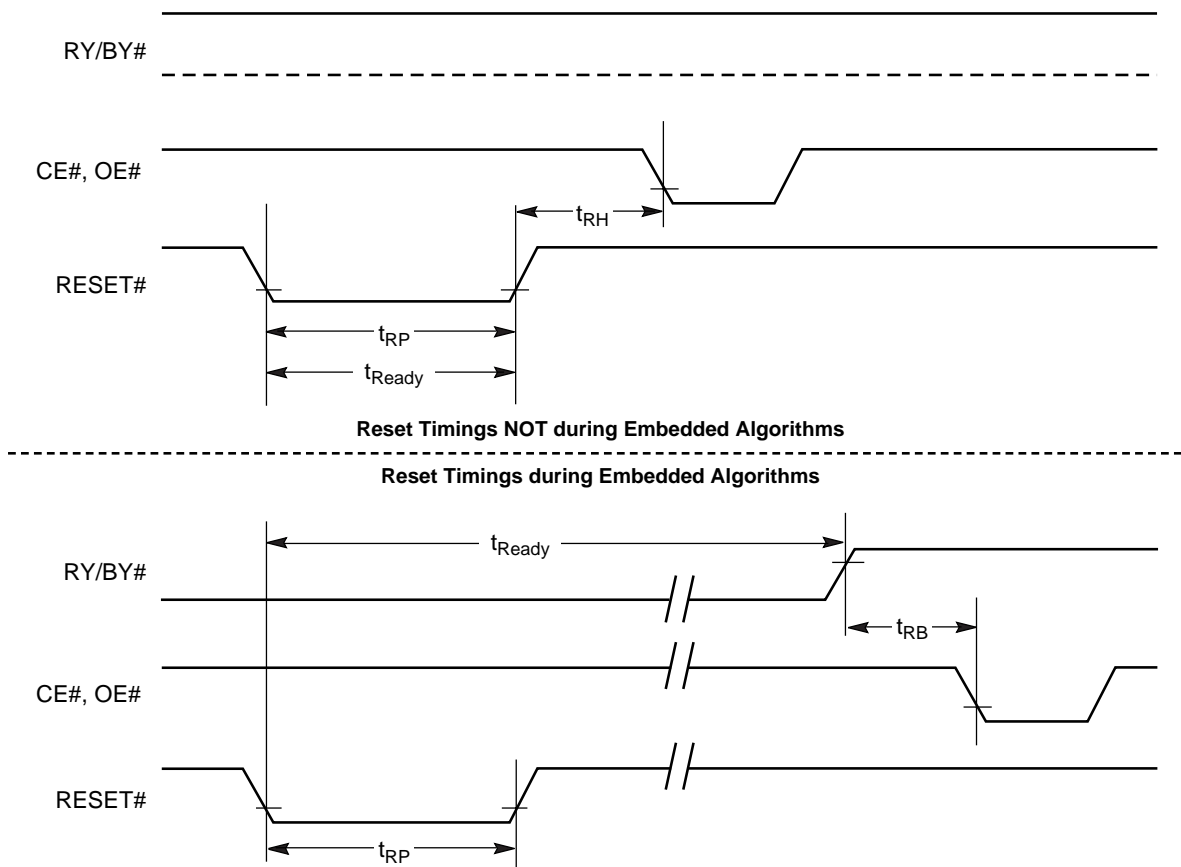 RY/BY#
CE#, OE#
tRH
RESET#
tRP
tReady
Reset Timings NOT during Embedded Algorithms
Reset Timings during Embedded Algorithms
tReady
RY/BY#
tRB
CE#, OE#
RESET#
tRP